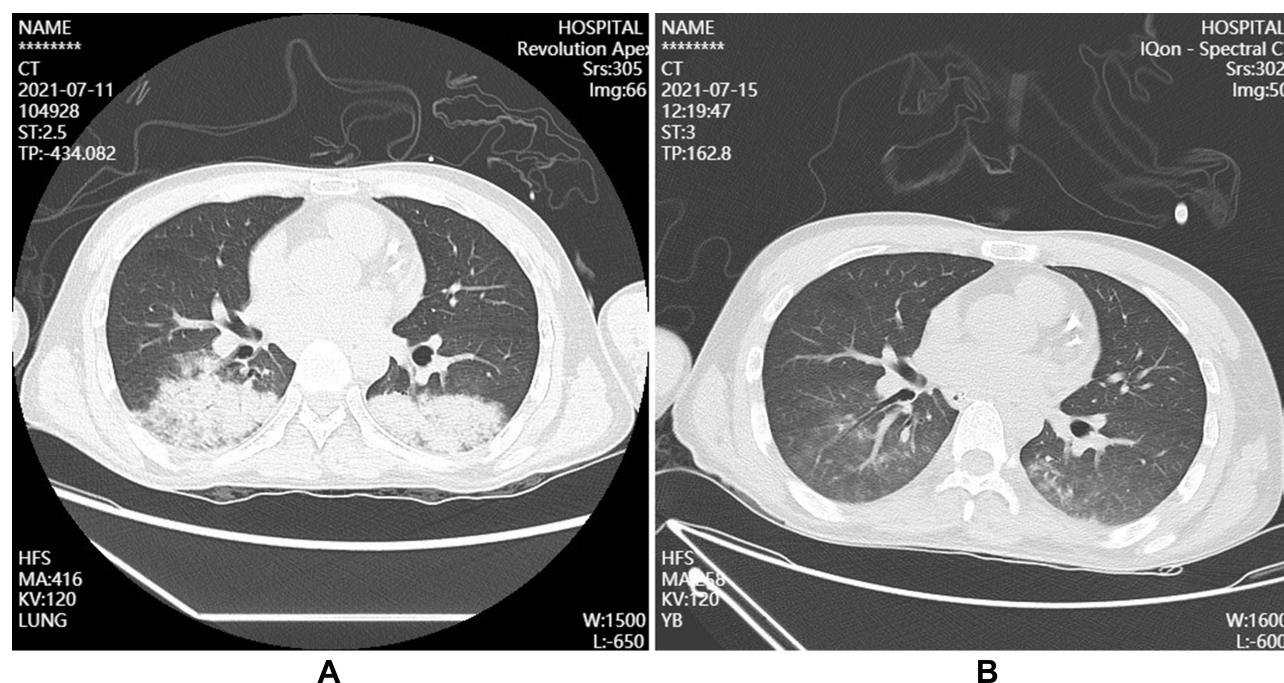 NAME
********
CT
2021-07-11
104928
ST:2.5
TP:-434.082
HOSPITAL
Revolution Apex
Srs:305
Img:66
HFS
MA:416
KV:120
LUNG
W:1500
L:-650
A
NAME
********
CT
2021-07-15
12:19:47
ST:3
TP:162.8
HOSPITAL
IQon - Spectral C
Srs:302
Img:50
HFS
MA:258
KV:120
YB
W:1600
L:-600
B